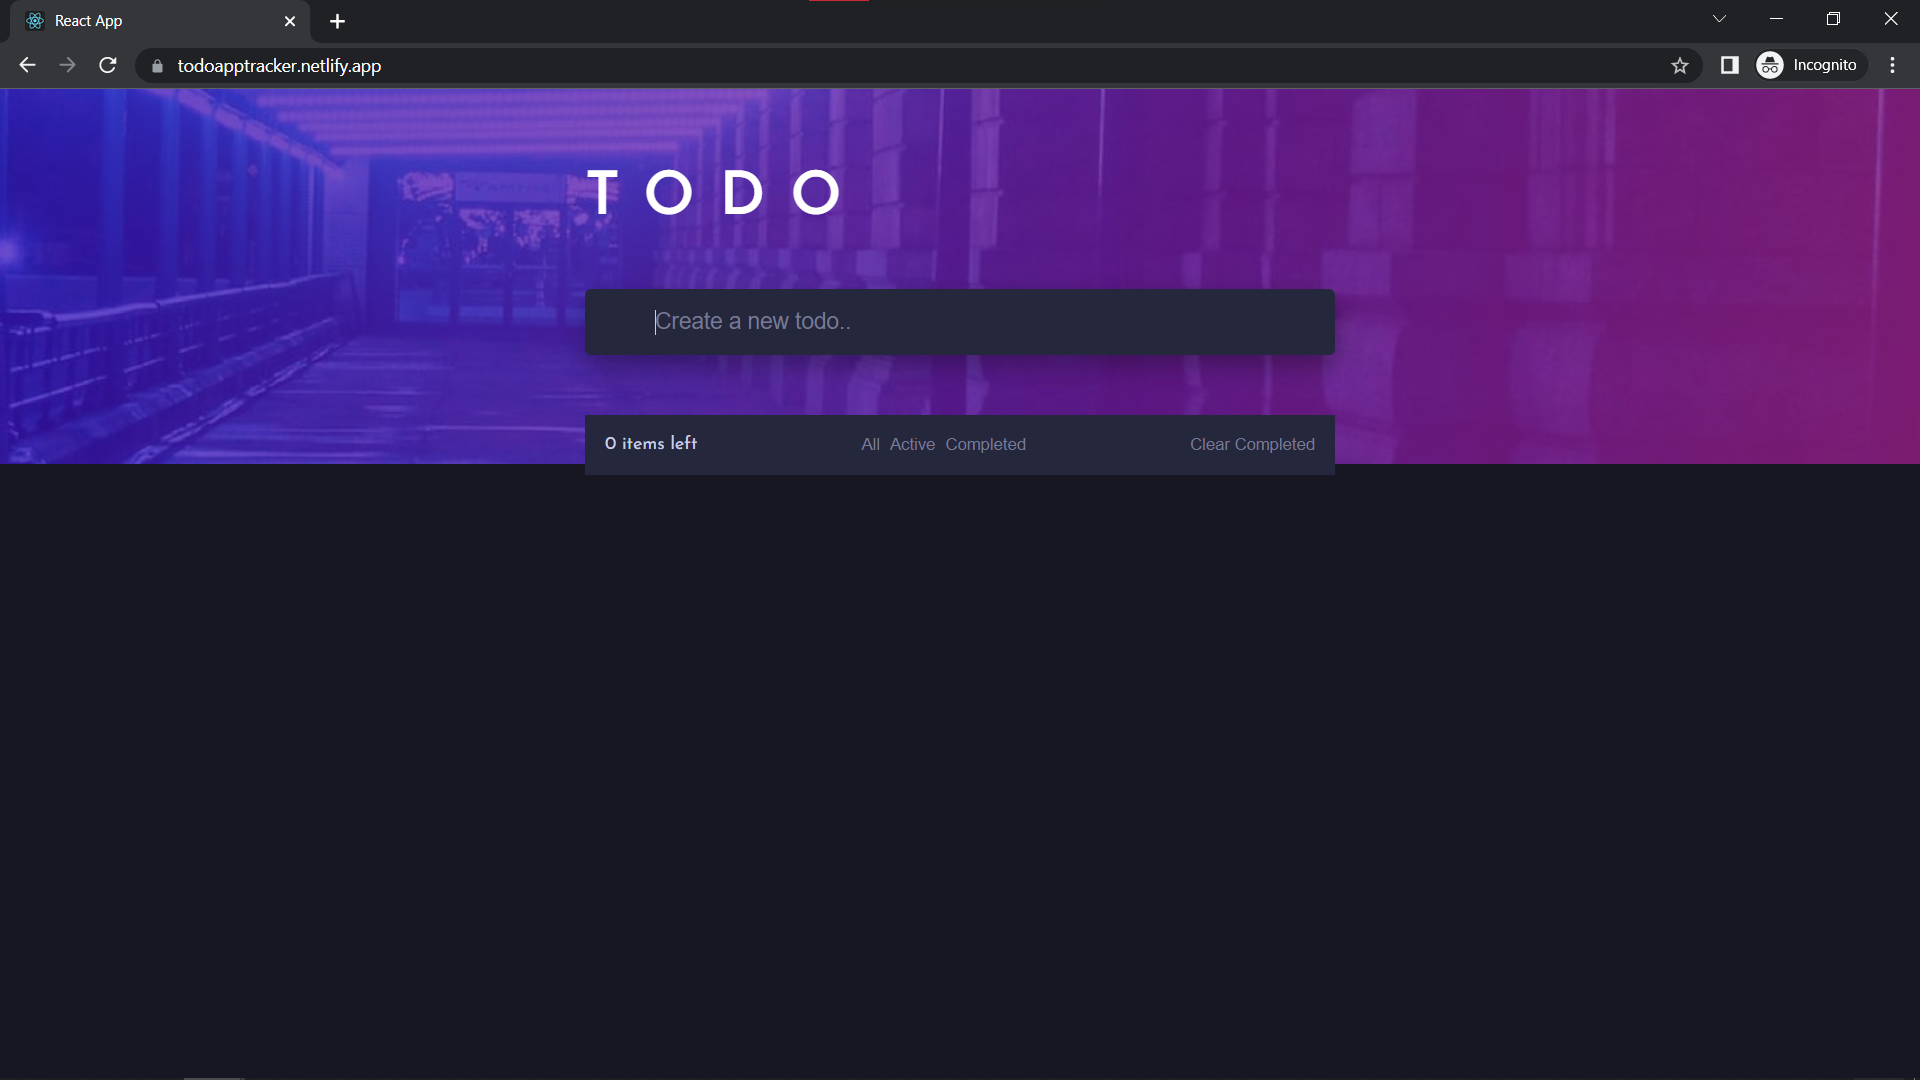 React App
todoapptracker.netlify.app
Incognito
TODO
Create a new todo..
0 items left All Active Completed Clear Completed